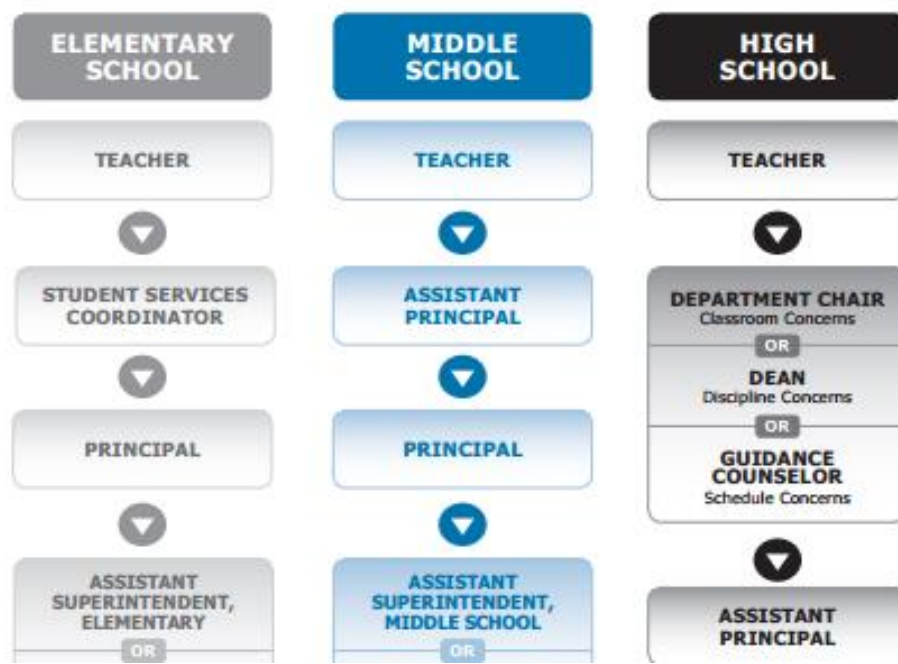 ELEMENTARY
SCHOOL
TEACHER
STUDENT SERVICES
COORDINATOR
PRINCIPAL
ASSISTANT
SUPERINTENDENT,
ELEMENTARY
OR
MIDDLE
SCHOOL
TEACHER
ASSISTANT
PRINCIPAL
PRINCIPAL
ASSISTANT
SUPERINTENDENT,
MIDDLE SCHOOL
OR
HIGH
SCHOOL
TEACHER
DEPARTMENT CHAIR
Classroom Concerns
OR
DEAN
Discipline Concerns
OR
GUIDANCE
COUNSELOR
Schedule Concerns
ASSISTANT
PRINCIPAL